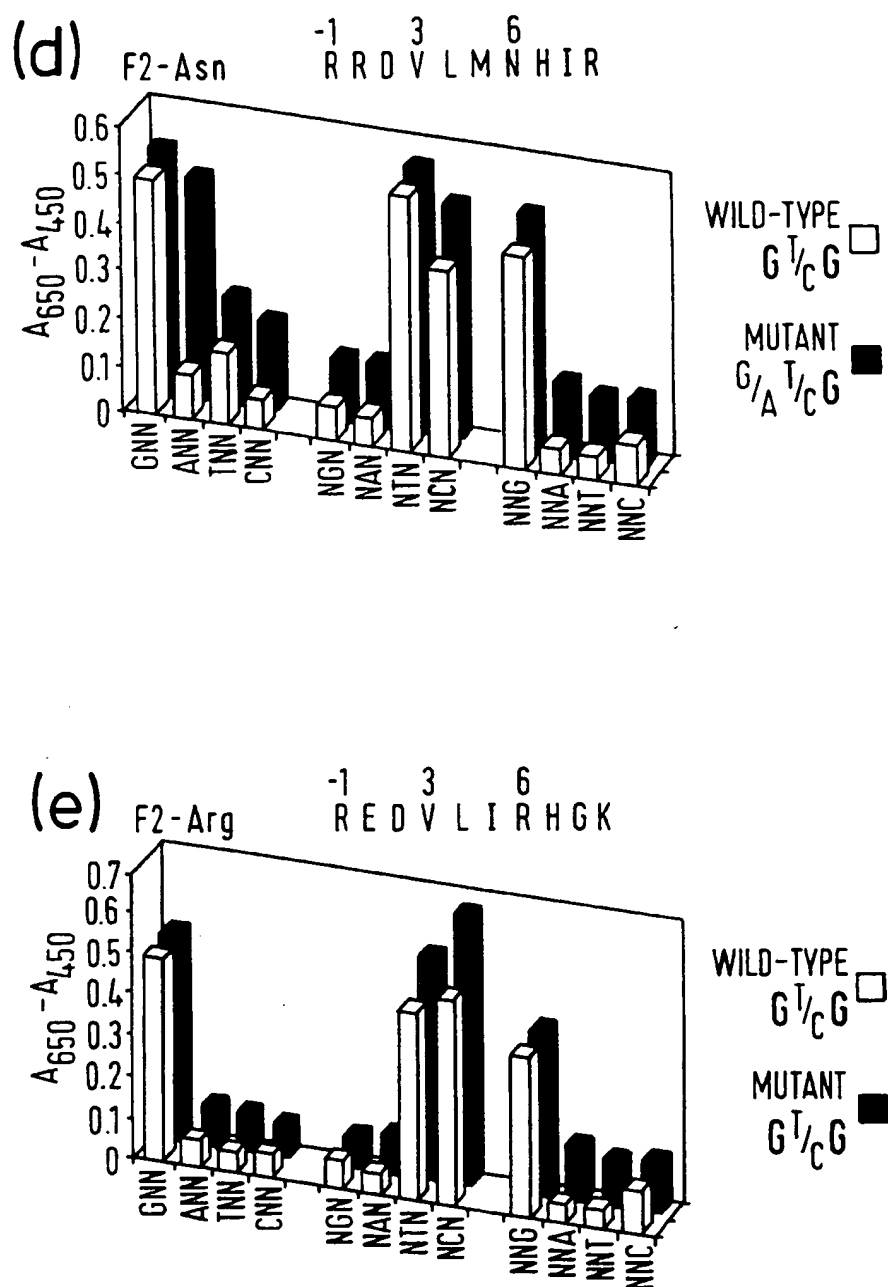 (d) F2-Asn
-1 3 6
R R D V L M N H I R
0.6
0.5
0.4
0.3
0.2
0.1
0
A650-A450
GNN ANN TNN CNN NGN NAN NTN NCN NNG NNA NNT NNC
WILD-TYPE
G T/C G
MUTANT
G/A T/C G
(e) F2-Arg
-1 3 6
R E D V L I R H G K
0.7
0.6
0.5
0.4
0.3
0.2
0.1
0
A650-A450
GNN ANN TNN CNN NGN NAN NTN NCN NNG NNA NNT NNC
WILD-TYPE
G T/C G
MUTANT
G T/C G